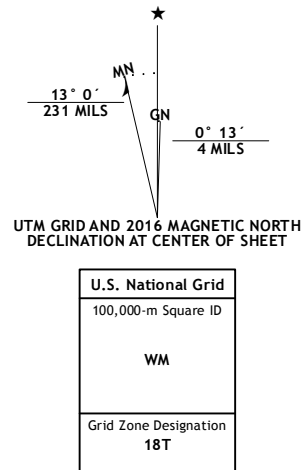 ★
MN
GN
13° 0´
231 MILS
0° 13´
4 MILS
UTM GRID AND 2016 MAGNETIC NORTH
DECLINATION AT CENTER OF SHEET
U.S. National Grid
100,000-m Square ID
WM
Grid Zone Designation
18T